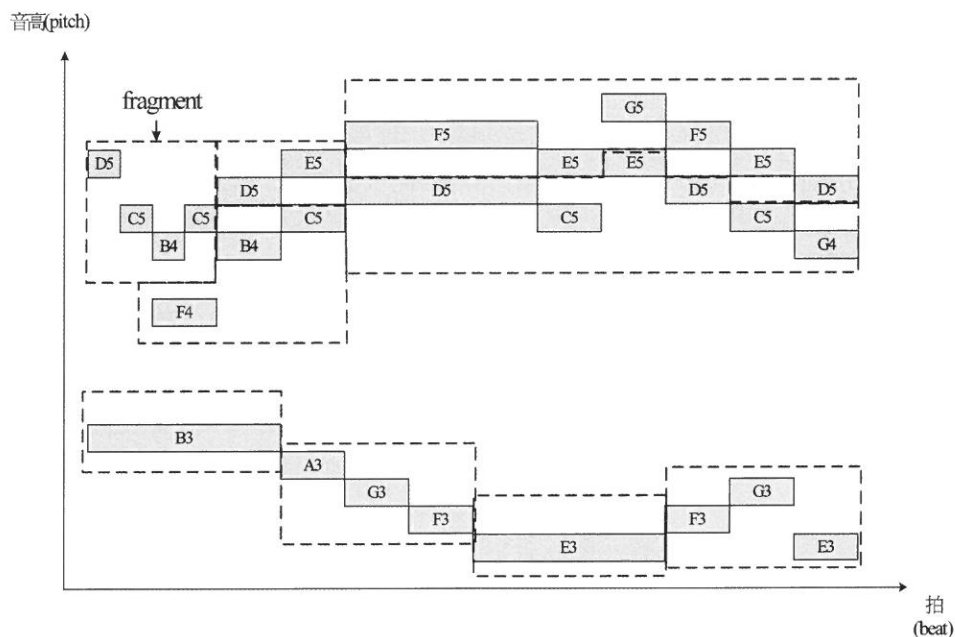 音高(pitch)
fragment
G5
F5 F5
D5 E5 E5 E5 E5
D5 D5 D5 D5
C5 C5 C5 C5 C5
B4 B4 G4
F4
B3
A3
G3 G3
F3 F3
E3 E3
拍
(beat)